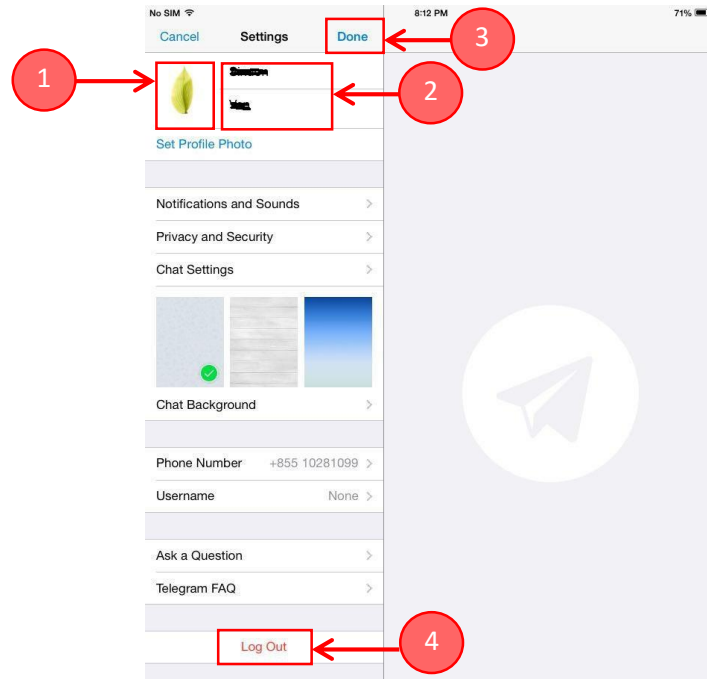 No SIM 8:12 PM 71%
Cancel Settings Done 3
1
2
Set Profile Photo
Notifications and Sounds
Privacy and Security
Chat Settings
Chat Background
Phone Number +855 10281099
Username None
Ask a Question
Telegram FAQ
Log Out 4